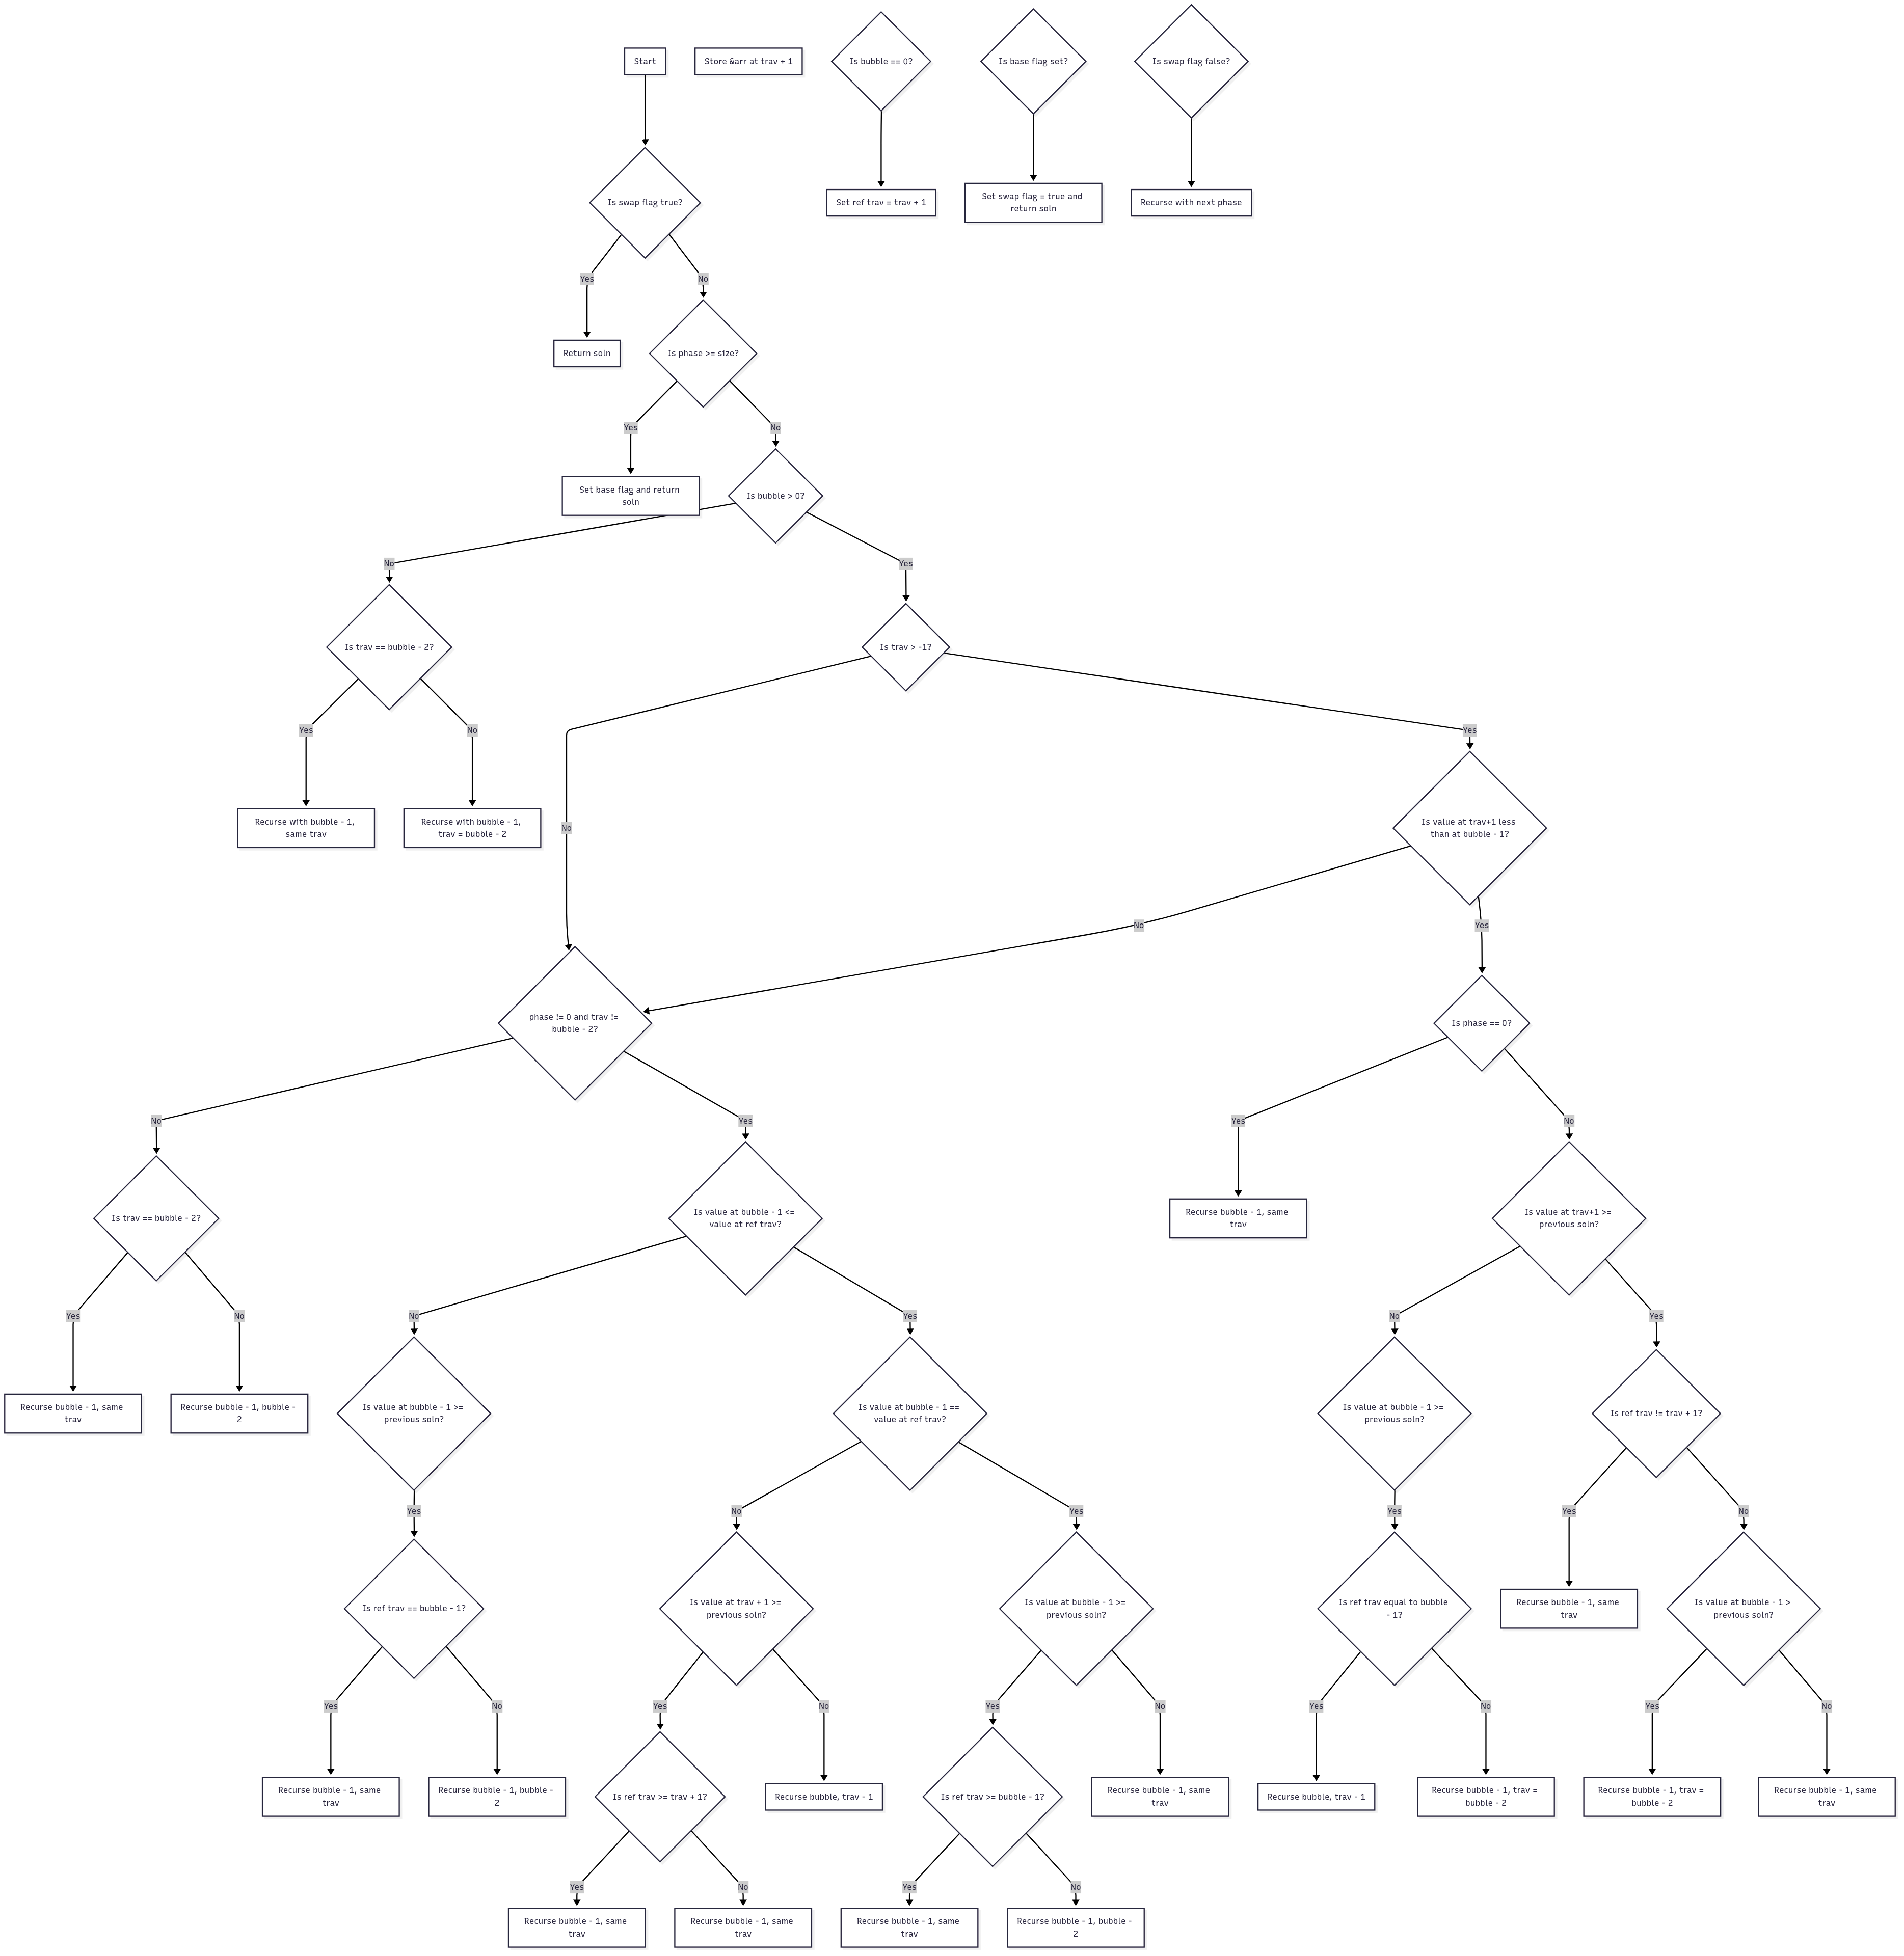 Start
Store &arr at trav + 1
Is bubble == 0?
Is base flag set?
Is swap flag false?
Is swap flag true?
Set ref trav = trav + 1
Set swap flag = true and
return soln
Recurse with next phase
Yes
No
Return soln
Is phase >= size?
Yes
No
Set base flag and return
soln
Is bubble > 0?
No
Yes
Is trav == bubble - 2?
Is trav > -1?
Yes
No
Yes
Recurse with bubble - 1,
same trav
Recurse with bubble - 1,
trav = bubble - 2
No
Is value at trav+1 less
than at bubble - 1?
No
Yes
phase != 0 and trav !=
bubble - 2?
Is phase == 0?
No
Yes
Yes
No
Is trav == bubble - 2?
Is value at bubble - 1 <=
value at ref trav?
Recurse bubble - 1, same
trav
Is value at trav+1 >=
previous soln?
Yes
No
No
Yes
No
Yes
Recurse bubble - 1, same
trav
Recurse bubble - 1, bubble -
2
Is value at bubble - 1 >=
previous soln?
Is value at bubble - 1 ==
value at ref trav?
Is value at bubble - 1 >=
previous soln?
Is ref trav != trav + 1?
Yes
No
Yes
Yes
Yes
No
Is ref trav == bubble - 1?
Is value at trav + 1 >=
previous soln?
Is value at bubble - 1 >=
previous soln?
Is ref trav equal to bubble
- 1?
Recurse bubble - 1, same
trav
Is value at bubble - 1 >
previous soln?
Yes
No
Yes
No
Yes
No
Yes
No
Yes
No
Recurse bubble - 1, same
trav
Recurse bubble - 1, bubble -
2
Is ref trav >= trav + 1?
Recurse bubble, trav - 1
Is ref trav >= bubble - 1?
Recurse bubble - 1, same
trav
Recurse bubble, trav - 1
Recurse bubble - 1, trav =
bubble - 2
Recurse bubble - 1, trav =
bubble - 2
Recurse bubble - 1, same
trav
Yes
No
Yes
No
Recurse bubble - 1, same
trav
Recurse bubble - 1, same
trav
Recurse bubble - 1, same
trav
Recurse bubble - 1, bubble -
2